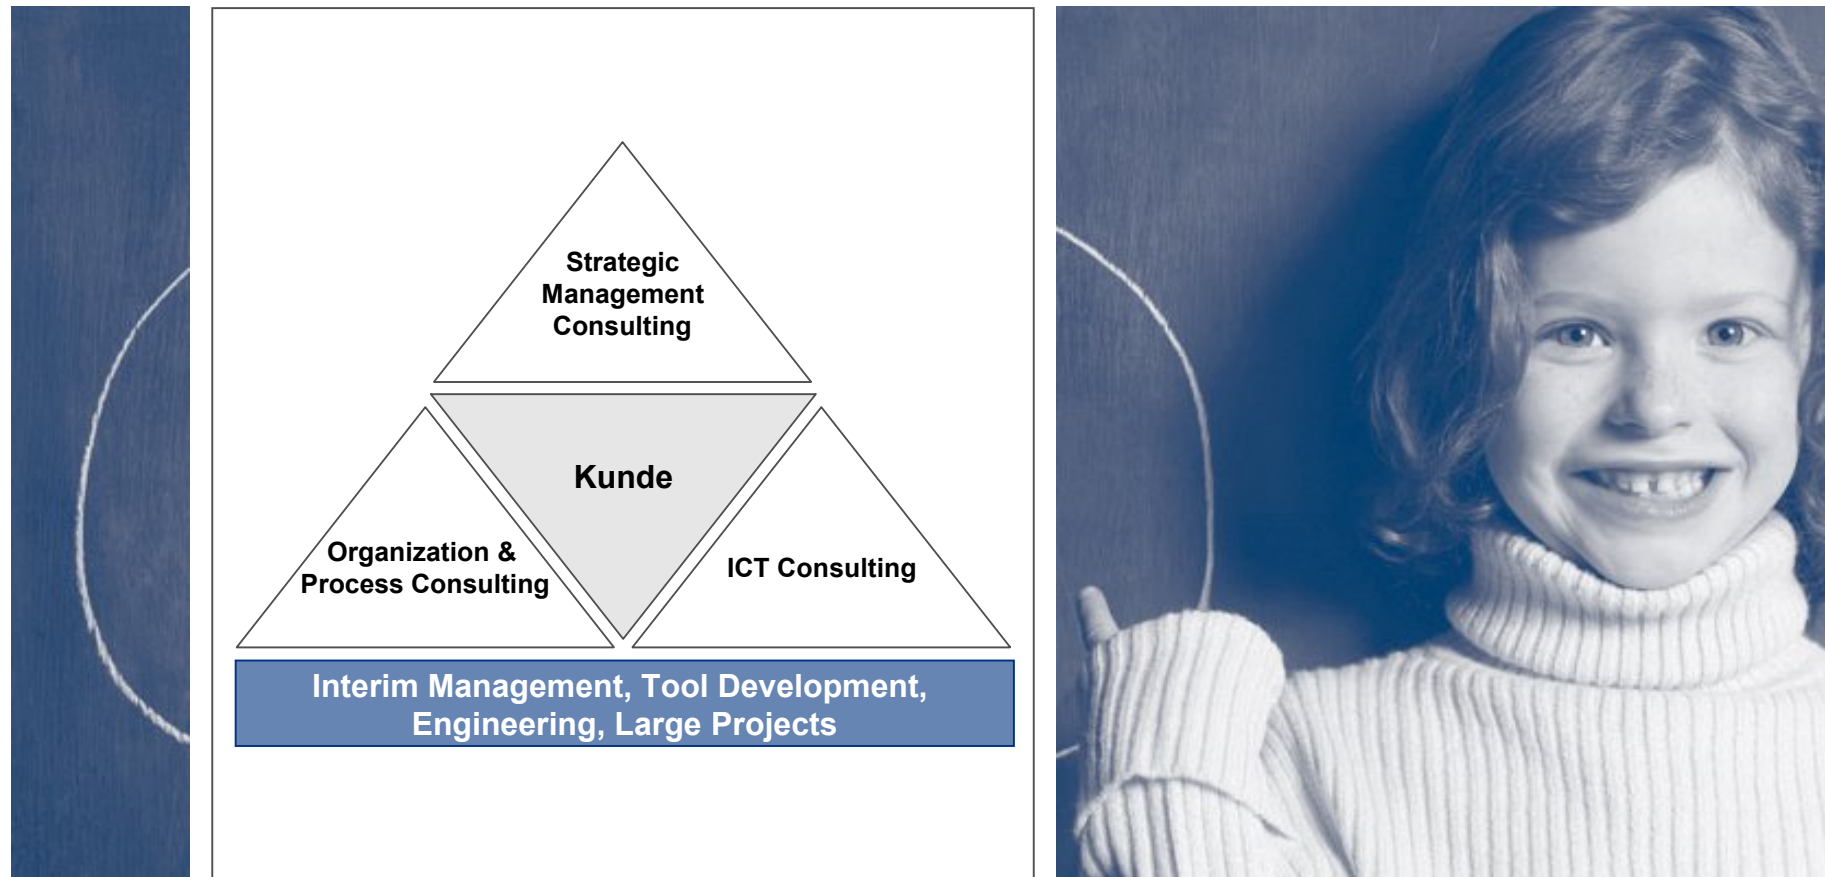 Strategic
Management
Consulting
Kunde
Organization &
Process Consulting
ICT Consulting
Interim Management, Tool Development,
Engineering, Large Projects